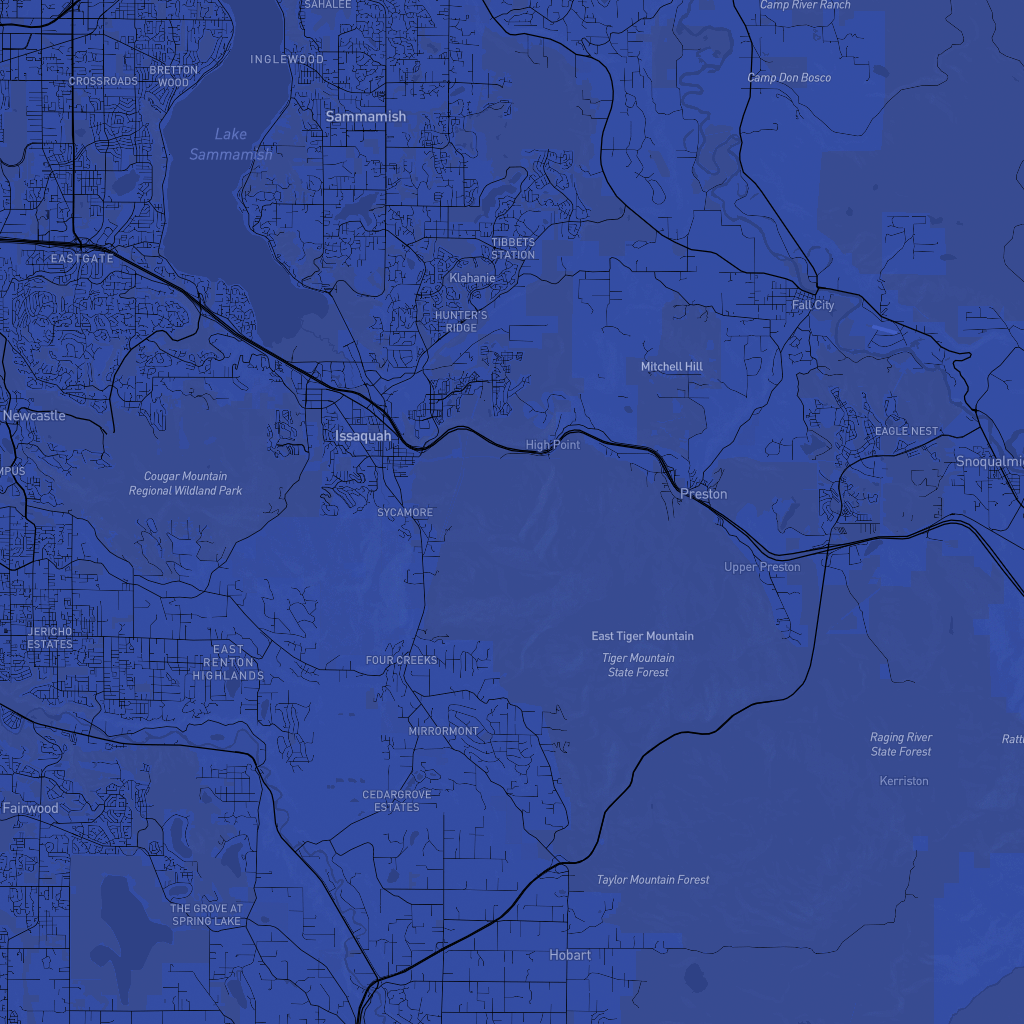 SAHALEE
Camp River Ranch
INGLEWOOD
BRETTON
WOOD
CROSSROADS
Camp Don Bosco
Sammamish
Lake
Sammamish
TIBBETS
STATION
EASTGATE
Klahanie
Fall City
HUNTER'S
RIDGE
Mitchell Hill
Newcastle
Issaquah
High Point
EAGLE NEST
Snoqualmie
MPUS
Cougar Mountain
Regional Wildland Park
Preston
SYCAMORE
Upper Preston
JERICHO
ESTATES
East Tiger Mountain
EAST
RENTON
HIGHLANDS
FOUR CREEKS
Tiger Mountain
State Forest
MIRRORMONT
Raging River
State Forest
Ratt
Kerriston
CEDARGROVE
ESTATES
Fairwood
Taylor Mountain Forest
THE GROVE AT
SPRING LAKE
Hobart